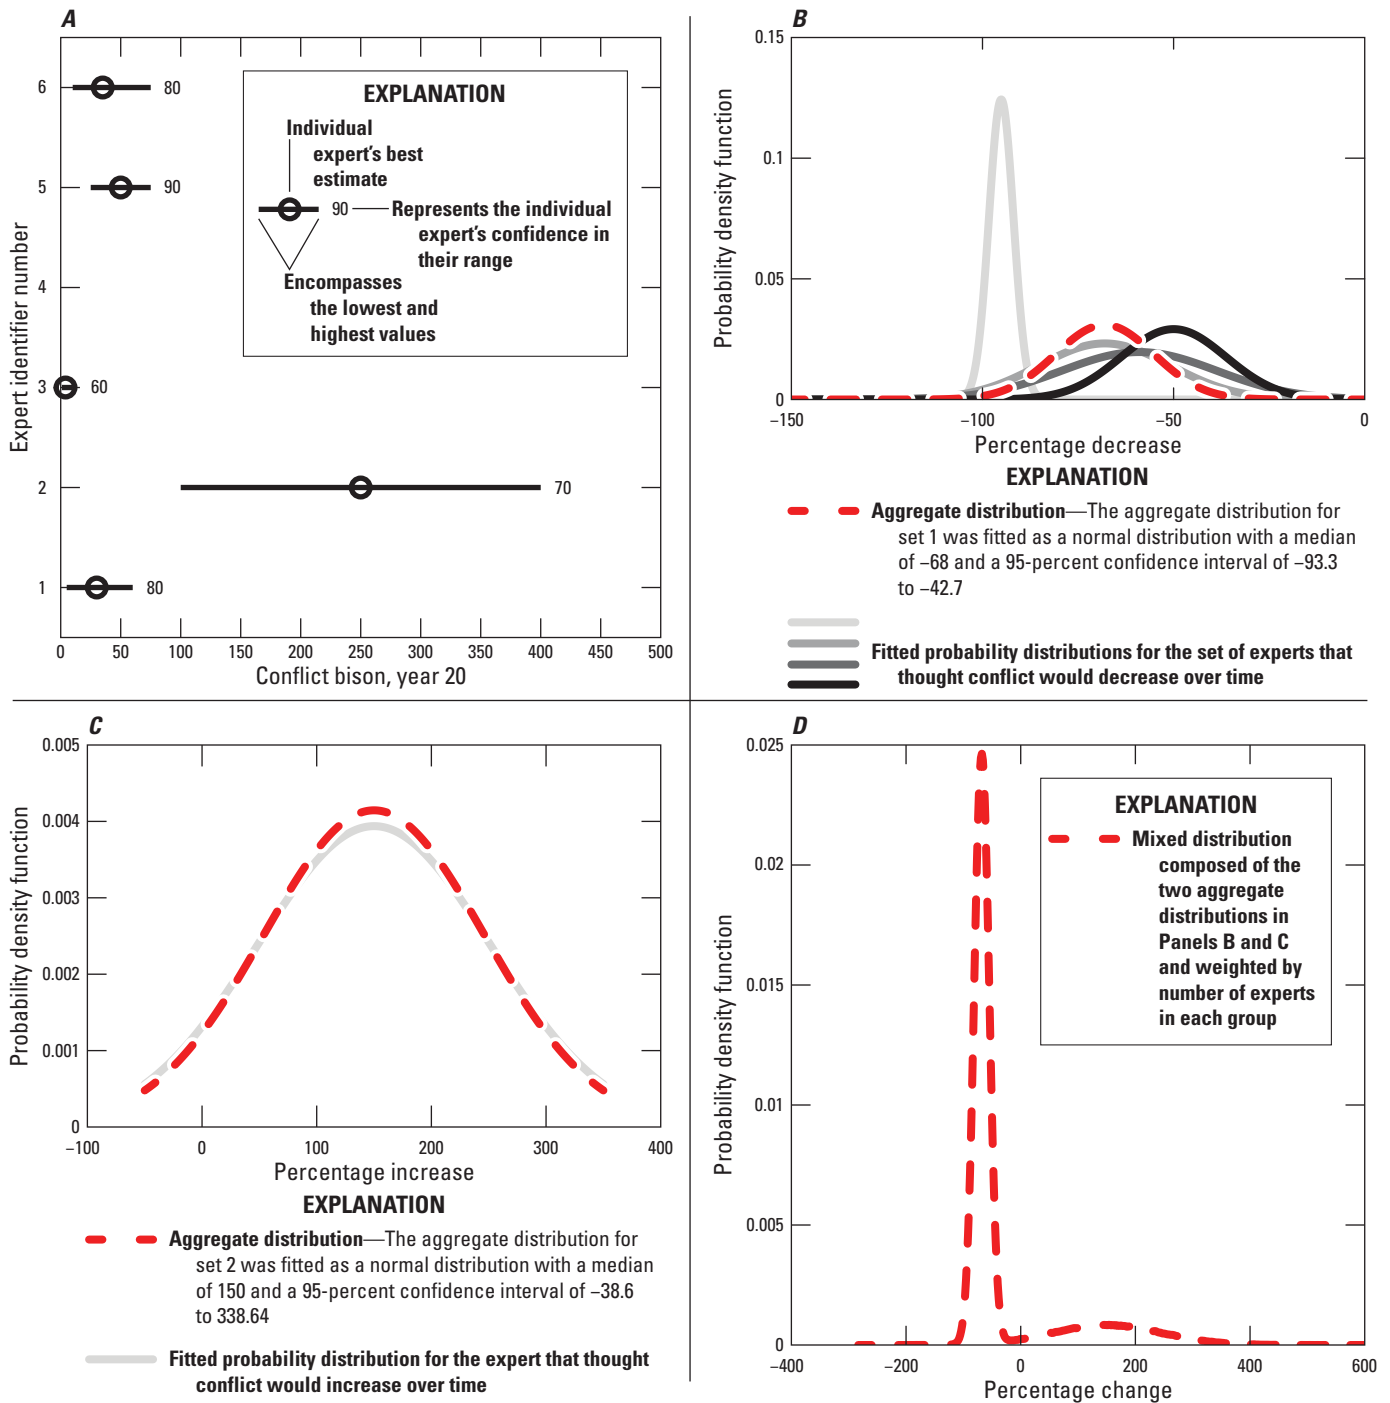 A
6
5
4
3
2
1
80
90
60
70
80
Expert identifier number
EXPLANATION
Individual
expert's best
estimate
90
Represents the individual
expert's confidence in
their range
Encompasses
the lowest and
highest values
0 50 100 150 200 250 300 350 400 450 500
Conflict bison, year 20
B
0.15
0.1
0.05
0
Probability density function
−150 −100 −50 0
Percentage decrease
EXPLANATION
Aggregate distribution—The aggregate distribution for
set 1 was fitted as a normal distribution with a median
of −68 and a 95-percent confidence interval of −93.3
to −42.7
Fitted probability distributions for the set of experts that
thought conflict would decrease over time
C
0.005
0.004
0.003
0.002
0.001
0
Probability density function
−100 0 100 200 300 400
Percentage increase
EXPLANATION
Aggregate distribution—The aggregate distribution for
set 2 was fitted as a normal distribution with a median
of 150 and a 95-percent confidence interval of −38.6
to 338.64
Fitted probability distribution for the expert that thought
conflict would increase over time
D
0.025
0.02
0.015
0.01
0.005
0
Probability density function
EXPLANATION
Mixed distribution
composed of the
two aggregate
distributions in
Panels B and C
and weighted by
number of experts
in each group
−400 −200 0 200 400 600
Percentage change